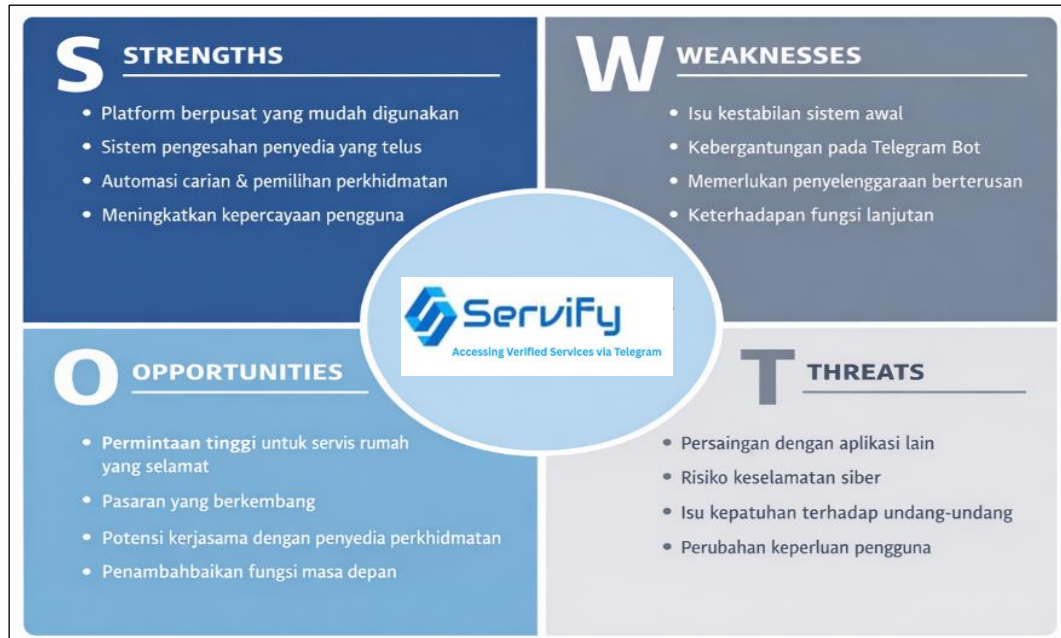 S STRENGTHS
• Platform berpusat yang mudah digunakan
• Sistem pengesahan penyedia yang telus
• Automasi carian & pemilihan perkhidmatan
• Meningkatkan kepercayaan pengguna
W WEAKNESSES
• Isu kestabilan sistem awal
• Kebergantungan pada Telegram Bot
• Memerlukan penyelenggaraan berterusan
• Keterhadapan fungsi lanjutan
ServiFy
Accessing Verified Services via Telegram
O OPPORTUNITIES
• Permintaan tinggi untuk servis rumah
yang selamat
• Pasaran yang berkembang
• Potensi kerjasama dengan penyedia perkhidmatan
• Penambahbaikan fungsi masa depan
T THREATS
• Persaingan dengan aplikasi lain
• Risiko keselamatan siber
• Isu kepatuhan terhadap undang-undang
• Perubahan keperluan pengguna